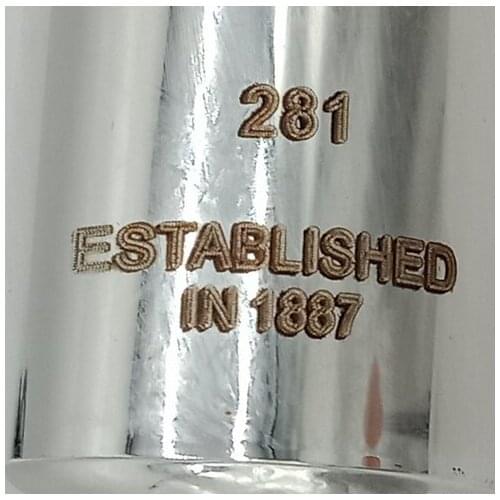 281
ESTABLISHED
IN 1887